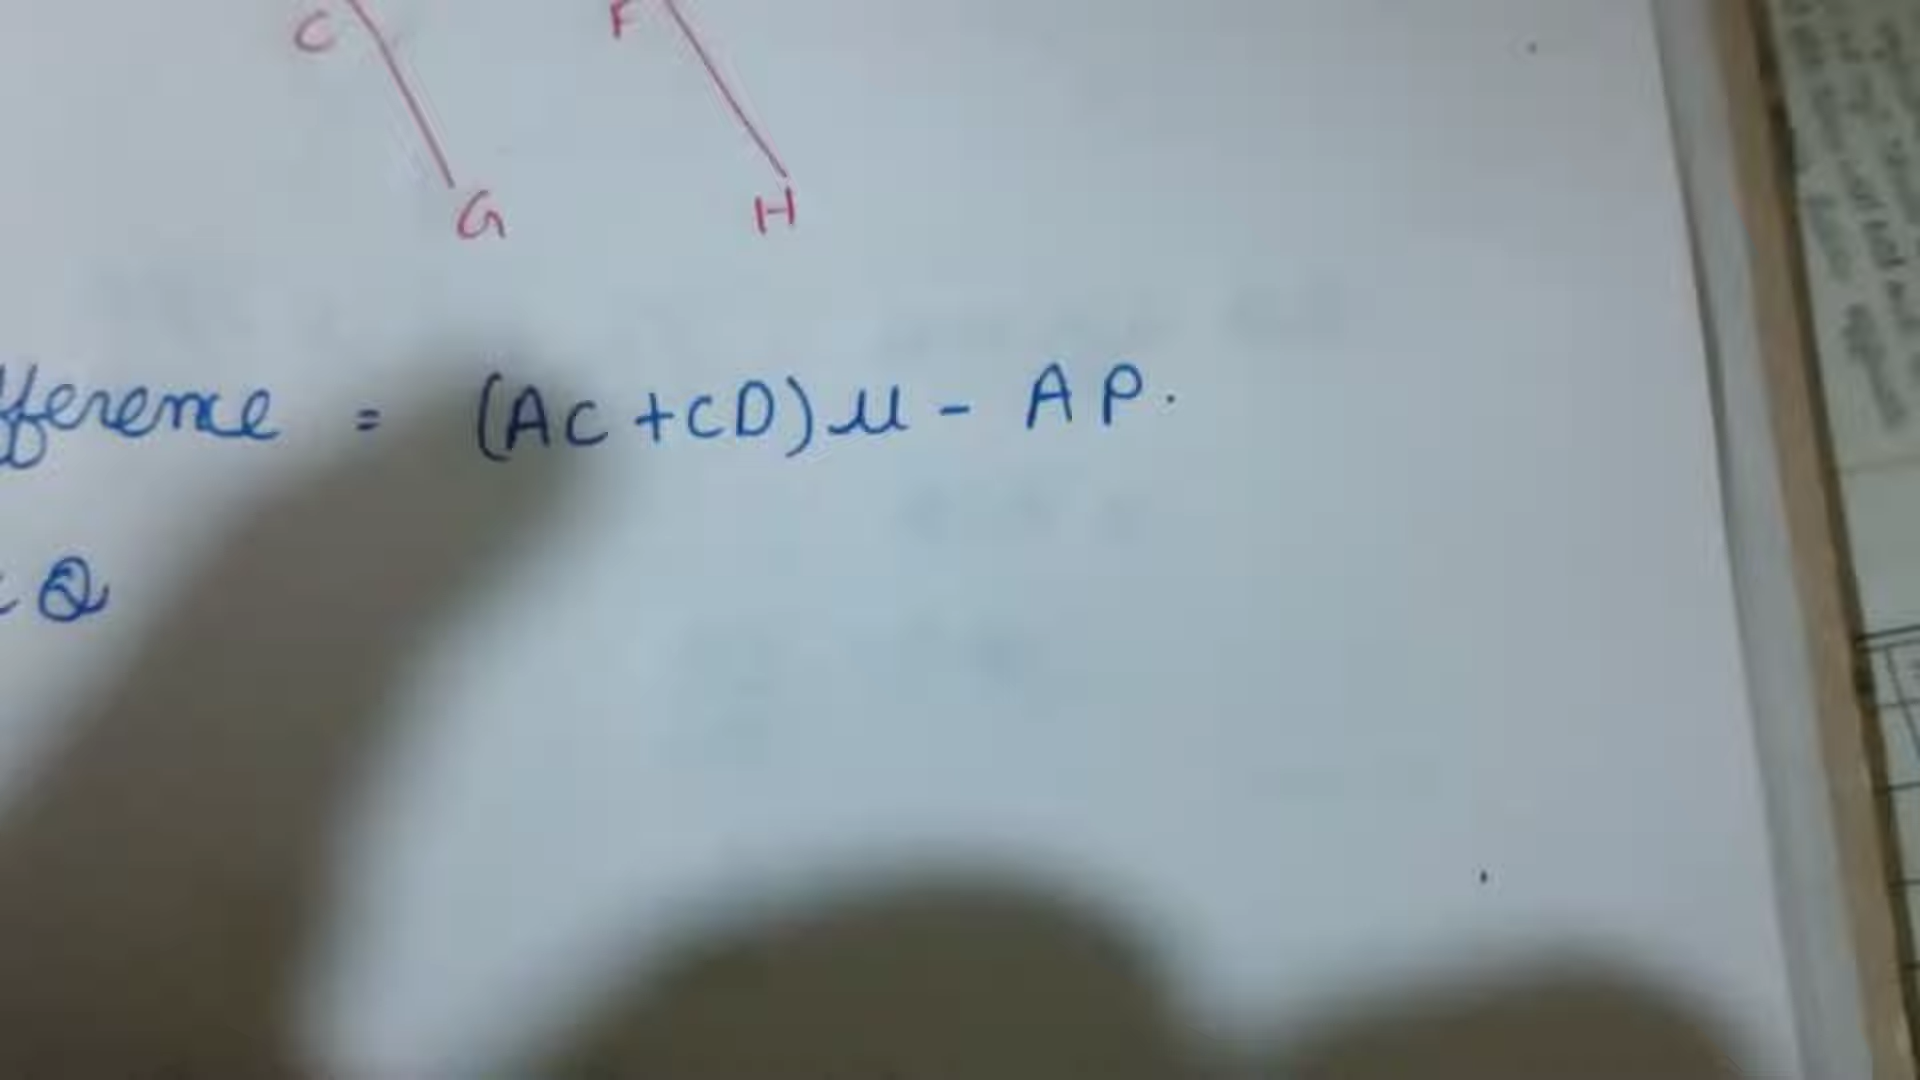 C F
G H
fference = (AC + CD) μ - AP.
Q